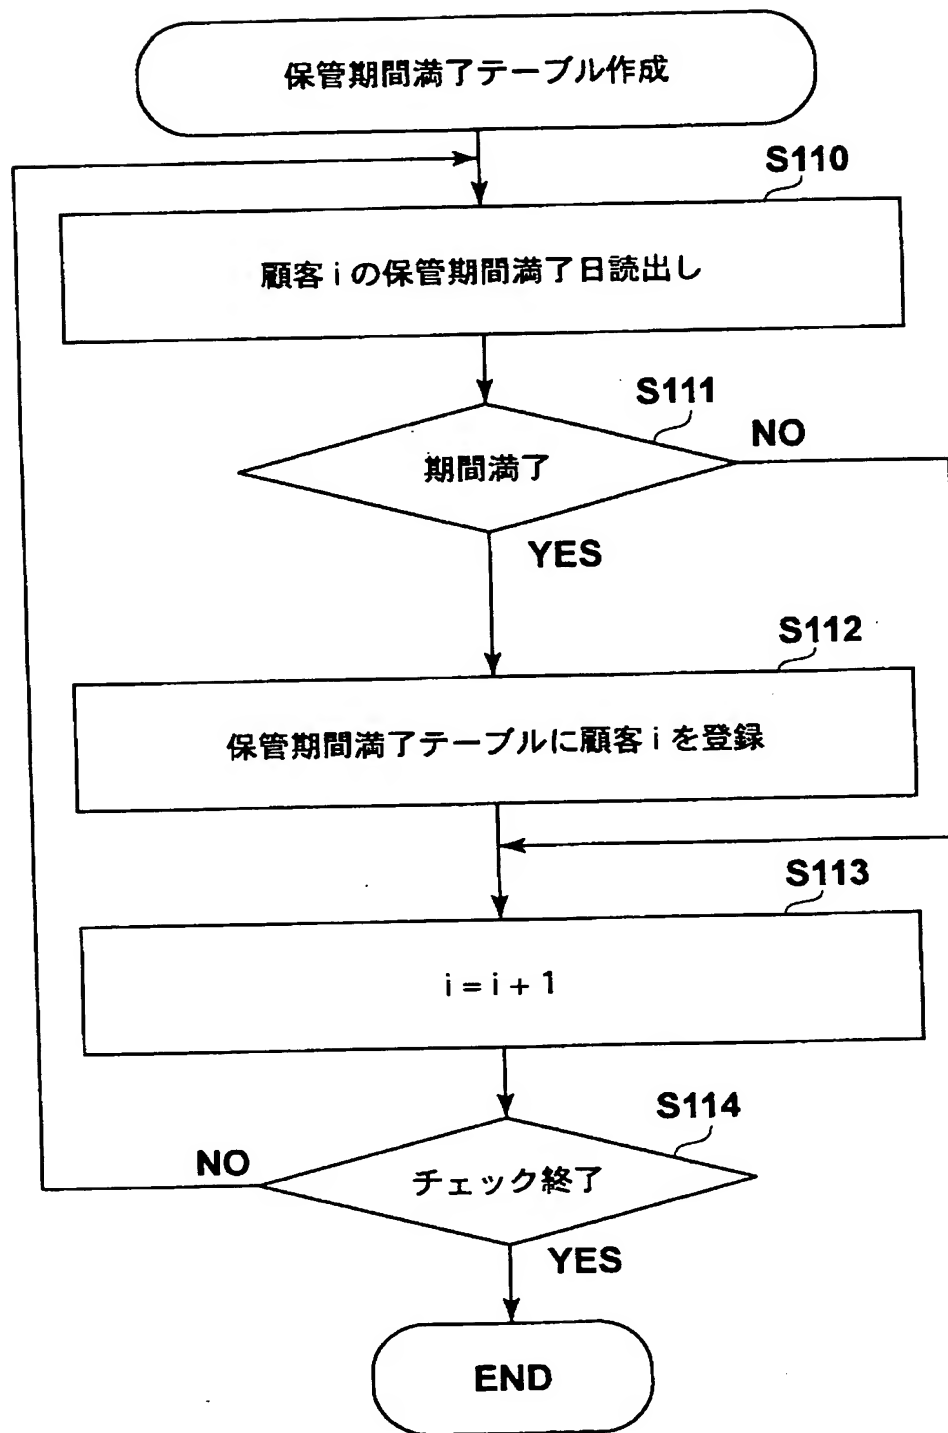 保管期間満了テーブル作成
S110
顧客 i の保管期間満了日読出し
S111
期間満了
NO
YES
S112
保管期間満了テーブルに顧客 i を登録
S113
i = i + 1
S114
チェック終了
NO
YES
END